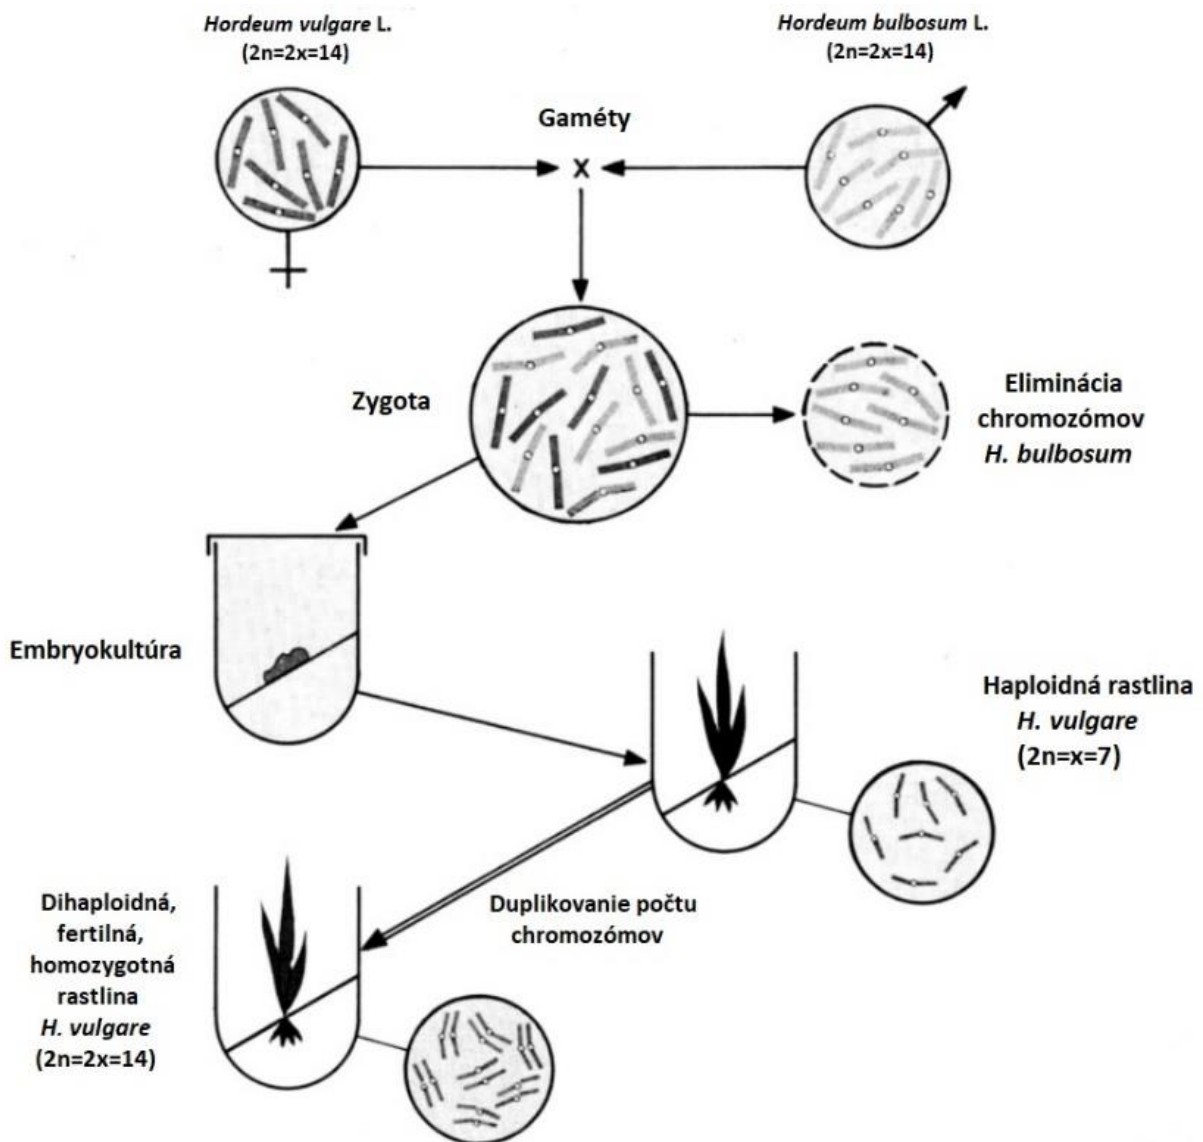 Hordeum vulgare L.
(2n=2x=14)
Hordeum bulbosum L.
(2n=2x=14)
Gaméty
X
Zygota
Eliminácia
chromozómov
H. bulbosum
Embryokultúra
Haploidná rastlina
H. vulgare
(2n=x=7)
Duplikovanie počtu
chromozómov
Dihaploidná,
fertilná,
homozygotná
rastlina
H. vulgare
(2n=2x=14)